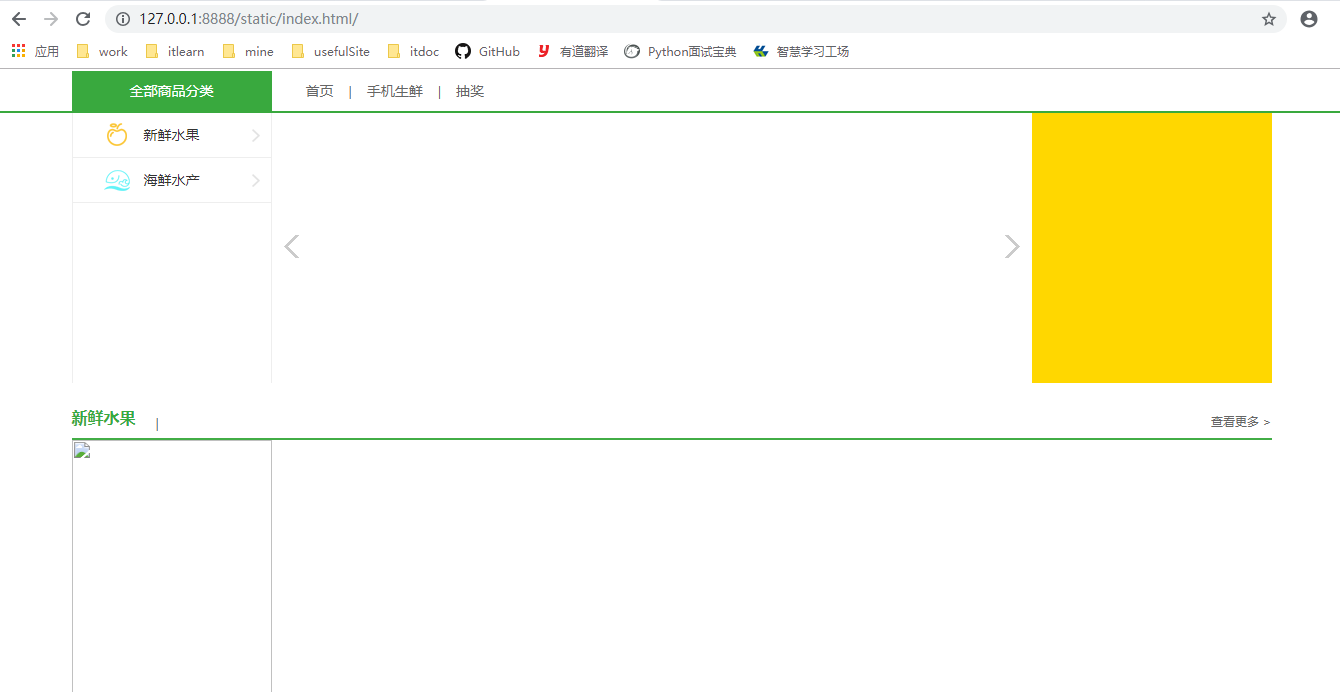 127.0.0.1:8888/static/index.html/
应用 work itlearn mine usefulSite itdoc GitHub 有道翻译 Python面试宝典 智慧学习工场
全部商品分类 首页 | 手机生鲜 | 抽奖
新鲜水果
海鲜水产
新鲜水果 | 查看更多 >